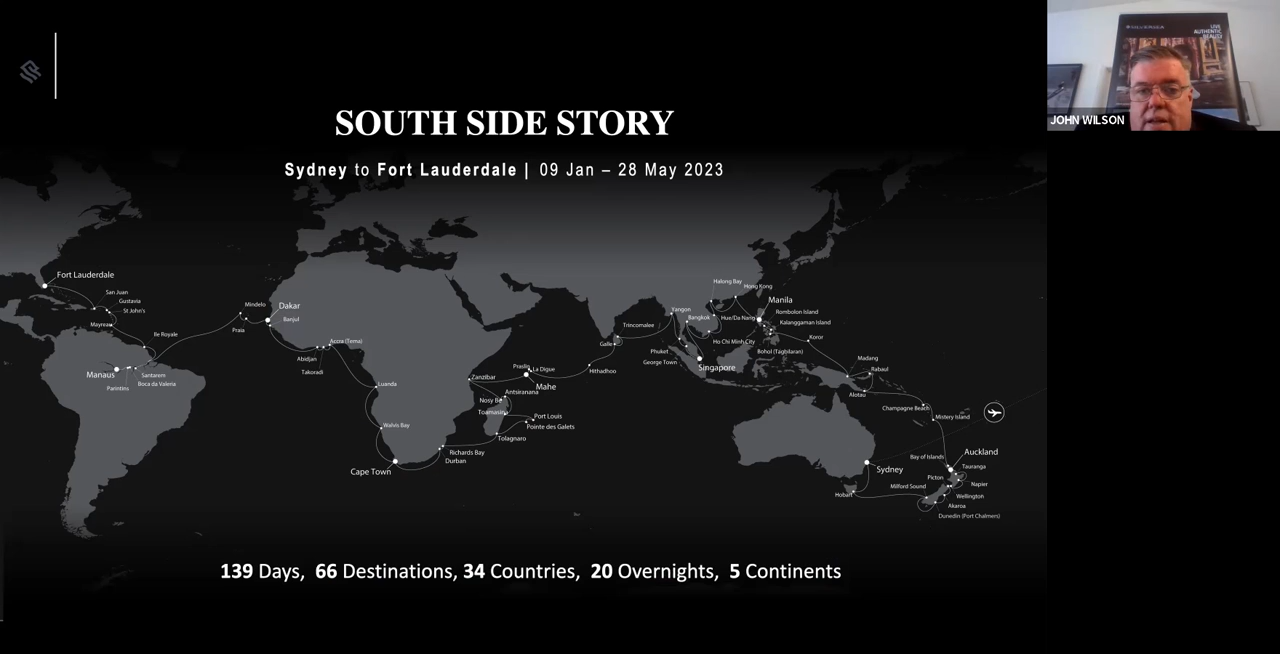 SOUTH SIDE STORY
Sydney to Fort Lauderdale | 09 Jan – 28 May 2023
LIVE
AUTHENTIC
BEAUTY
JOHN WILSON
Fort Lauderdale
San Juan
Gustavia
St John's
Mayreau
Ile Royale
Manaus
Santarem
Boca da Valeria
Parintins
Mindelo
Praia
Dakar
Banjul
Accra (Tema)
Abidjan
Takoradi
Luanda
Walvis Bay
Cape Town
Richards Bay
Durban
Zanzibar
Praslin
La Digue
Mahe
Antsiranana
Nosy Be
Toamasina
Port Louis
Pointe des Galets
Tolagnaro
Hithadhon
Trincomalee
Galle
Yangon
Bangkok
Phuket
George Town
Singapore
Halong Bay
Hong Kong
Hue/Da Nang
Ho Chi Minh City
Manila
Rombolon Island
Kalanggaman Island
Bohol (Tagbilaran)
Koror
Madang
Rabaul
Alotau
Champagne Beach
Mistery Island
Auckland
Bay of Islands
Tauranga
Picton
Napier
Wellington
Milford Sound
Akaroa
Dunedin (Port Chalmers)
Sydney
Hobart
139 Days, 66 Destinations, 34 Countries, 20 Overnights, 5 Continents